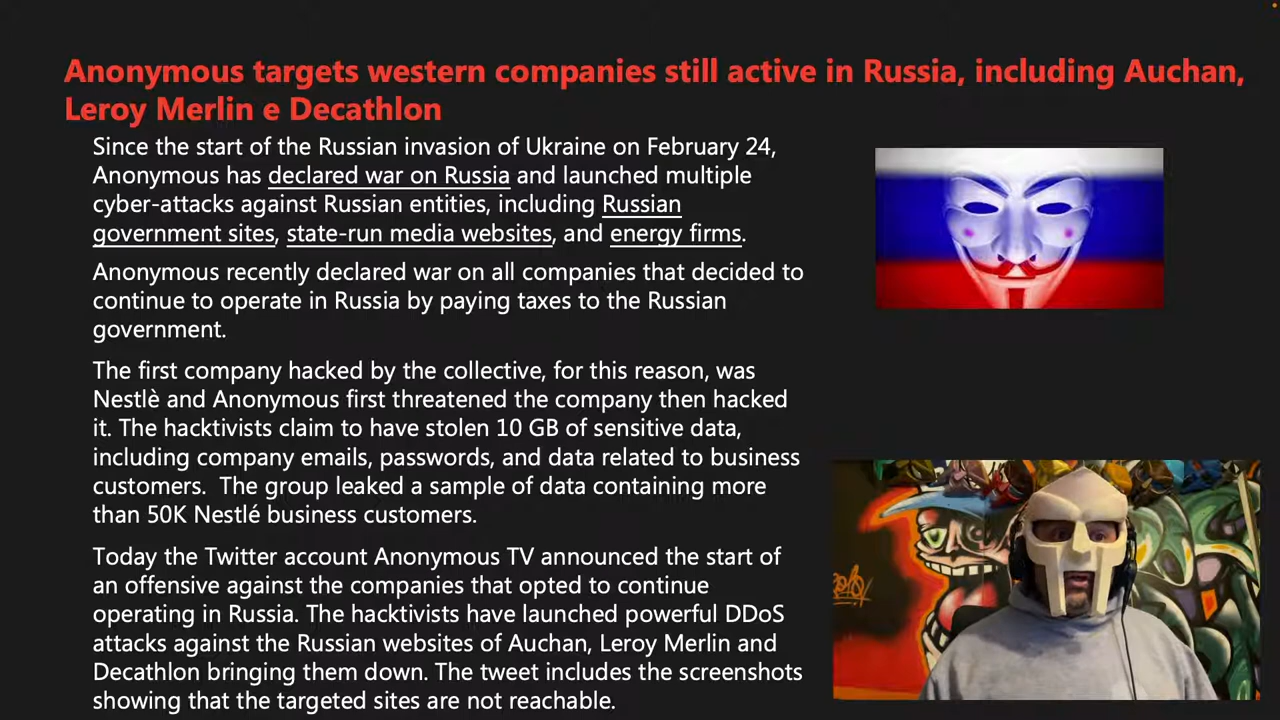 Anonymous targets western companies still active in Russia, including Auchan,
Leroy Merlin e Decathlon
Since the start of the Russian invasion of Ukraine on February 24,
Anonymous has declared war on Russia and launched multiple
cyber-attacks against Russian entities, including Russian
government sites, state-run media websites, and energy firms.
Anonymous recently declared war on all companies that decided to
continue to operate in Russia by paying taxes to the Russian
government.
The first company hacked by the collective, for this reason, was
Nestlè and Anonymous first threatened the company then hacked
it. The hacktivists claim to have stolen 10 GB of sensitive data,
including company emails, passwords, and data related to business
customers.  The group leaked a sample of data containing more
than 50K Nestlé business customers.
Today the Twitter account Anonymous TV announced the start of
an offensive against the companies that opted to continue
operating in Russia. The hacktivists have launched powerful DDoS
attacks against the Russian websites of Auchan, Leroy Merlin and
Decathlon bringing them down. The tweet includes the screenshots
showing that the targeted sites are not reachable.